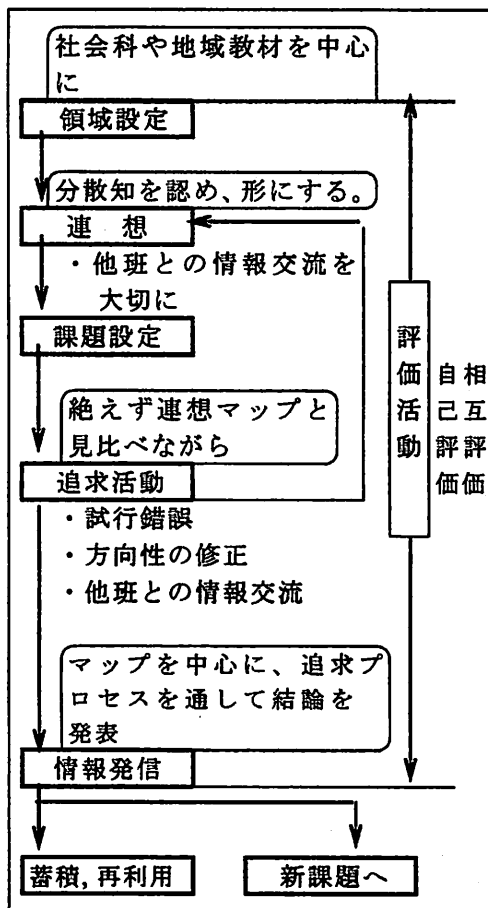 社会科や地域教材を中心
に
領域設定
分散知を認め、形にする。
連 想
・他班との情報交流を
大切に
課題設定
絶えず連想マップと
見比べながら
追求活動
・試行錯誤
・方向性の修正
・他班との情報交流
マップを中心に、追求プ
ロセスを通して結論を
発表
情報発信
蓄積,再利用
新課題へ
評価活動
相互評価
自己評価